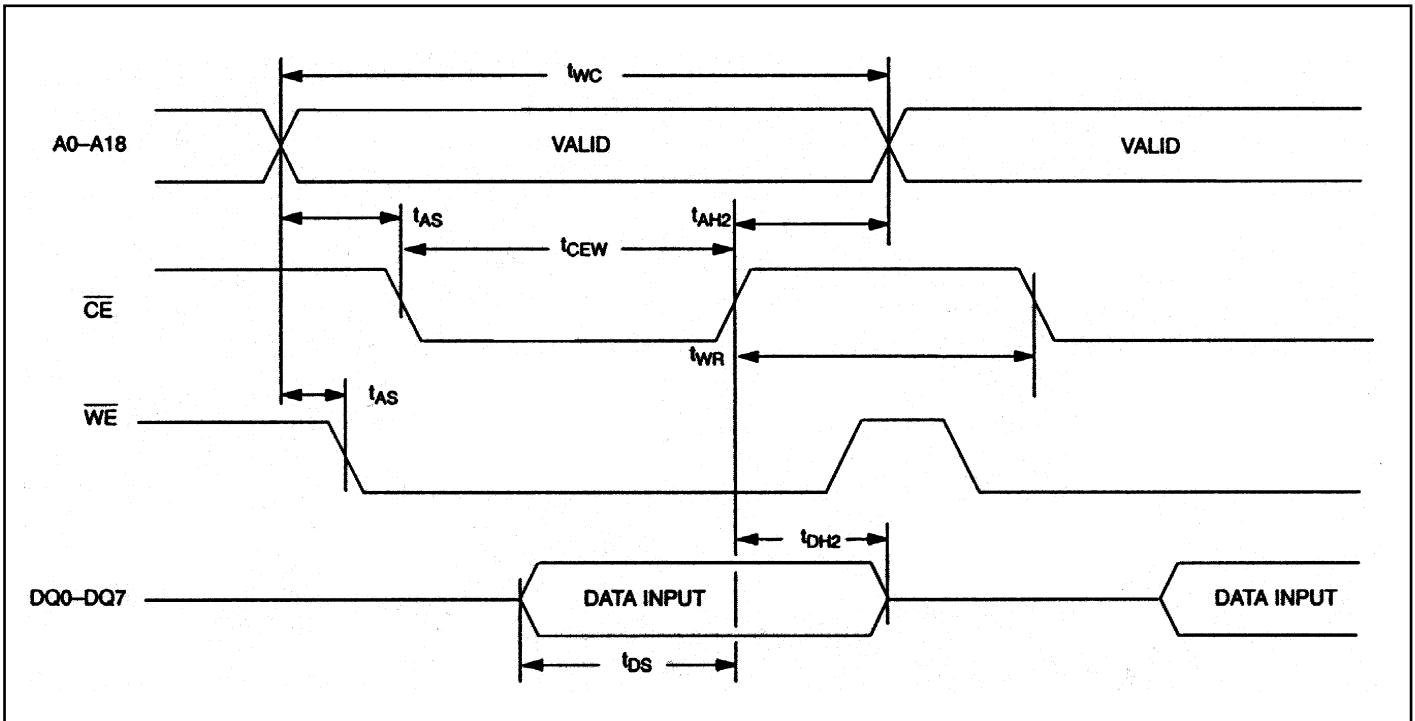 tWC
A0–A18 VALID VALID
tAS tAH2
tCEW
CE
tWR
tAS
WE
tDH2
DQ0–DQ7 DATA INPUT DATA INPUT
tDS